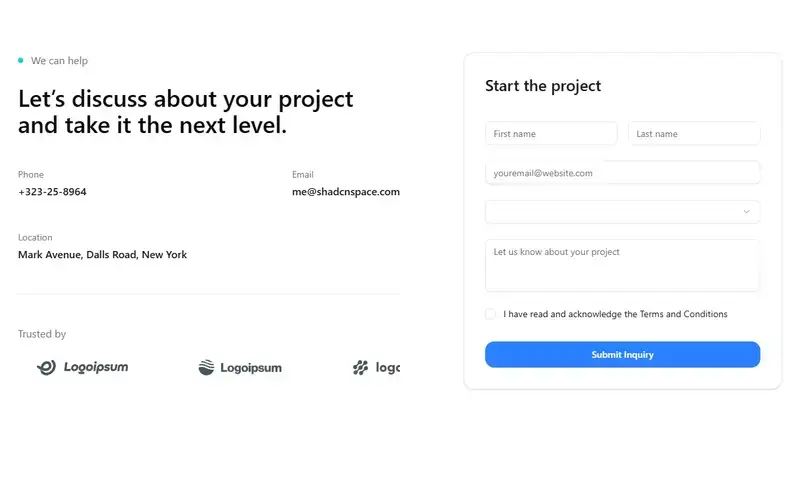 We can help
Let's discuss about your project
and take it the next level.
Phone
+323-25-8964
Email
me@shadcnspace.com
Location
Mark Avenue, Dalls Road, New York
Trusted by
Logoipsum
Logoipsum
logo
Start the project
First name
Last name
youremail@website.com
Let us know about your project
I have read and acknowledge the Terms and Conditions
Submit Inquiry